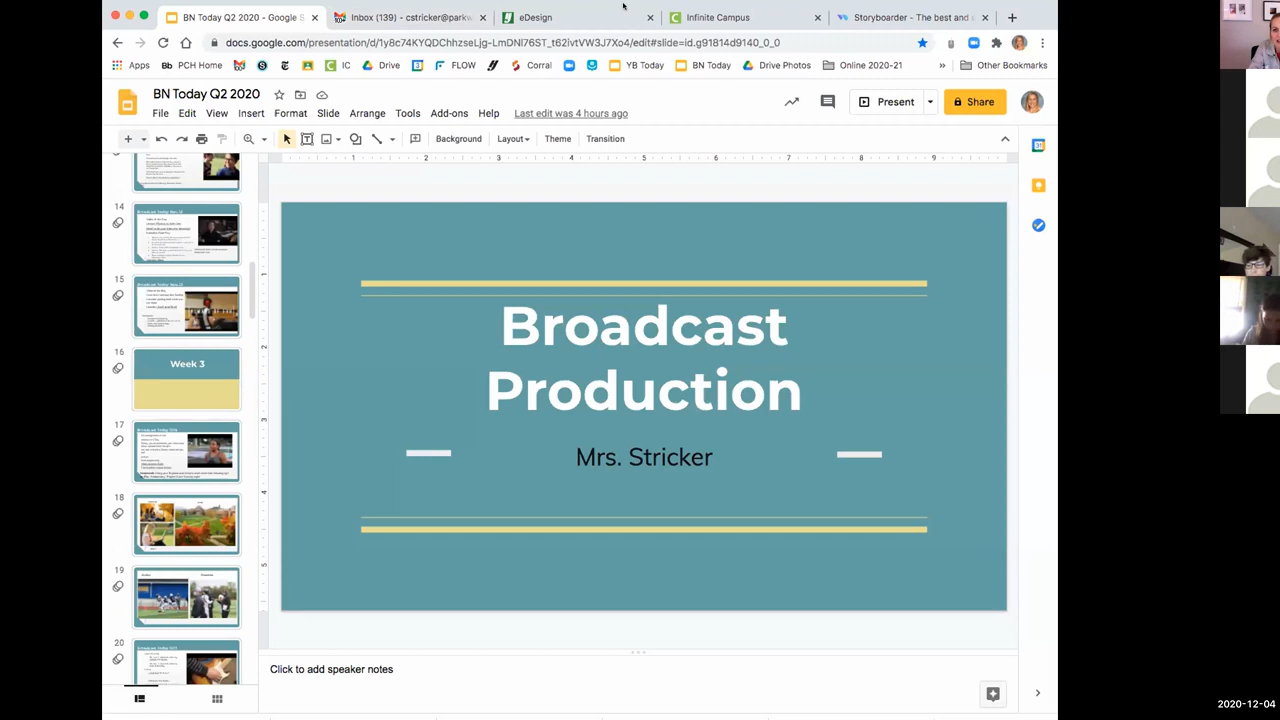 BN Today Q2 2020 - Google S
Inbox (139) - cstricker@parkw
eDesign
Infinite Campus
Storyboarder - The best and
docs.google.com/presentation/d/1y8c74KYQDChhzseLjg-LmDNI76ST_t62ivtVW3J7Xo4/edit#slide=id.g91814d9140_0_0
Apps
Bb PCH Home
IC
Drive
FLOW
Corral
YB Today
BN Today
Drive Photos
Online 2020-21
»
Other Bookmarks
BN Today Q2 2020
File Edit View Insert Format Slide Arrange Tools Add-ons Help Last edit was 4 hours ago
Present
Share
Background Layout Theme Transition
14
15
16
Week 3
17
18
19
20
Broadcast
Production
Mrs. Stricker
Click to
ker notes
2020-12-04